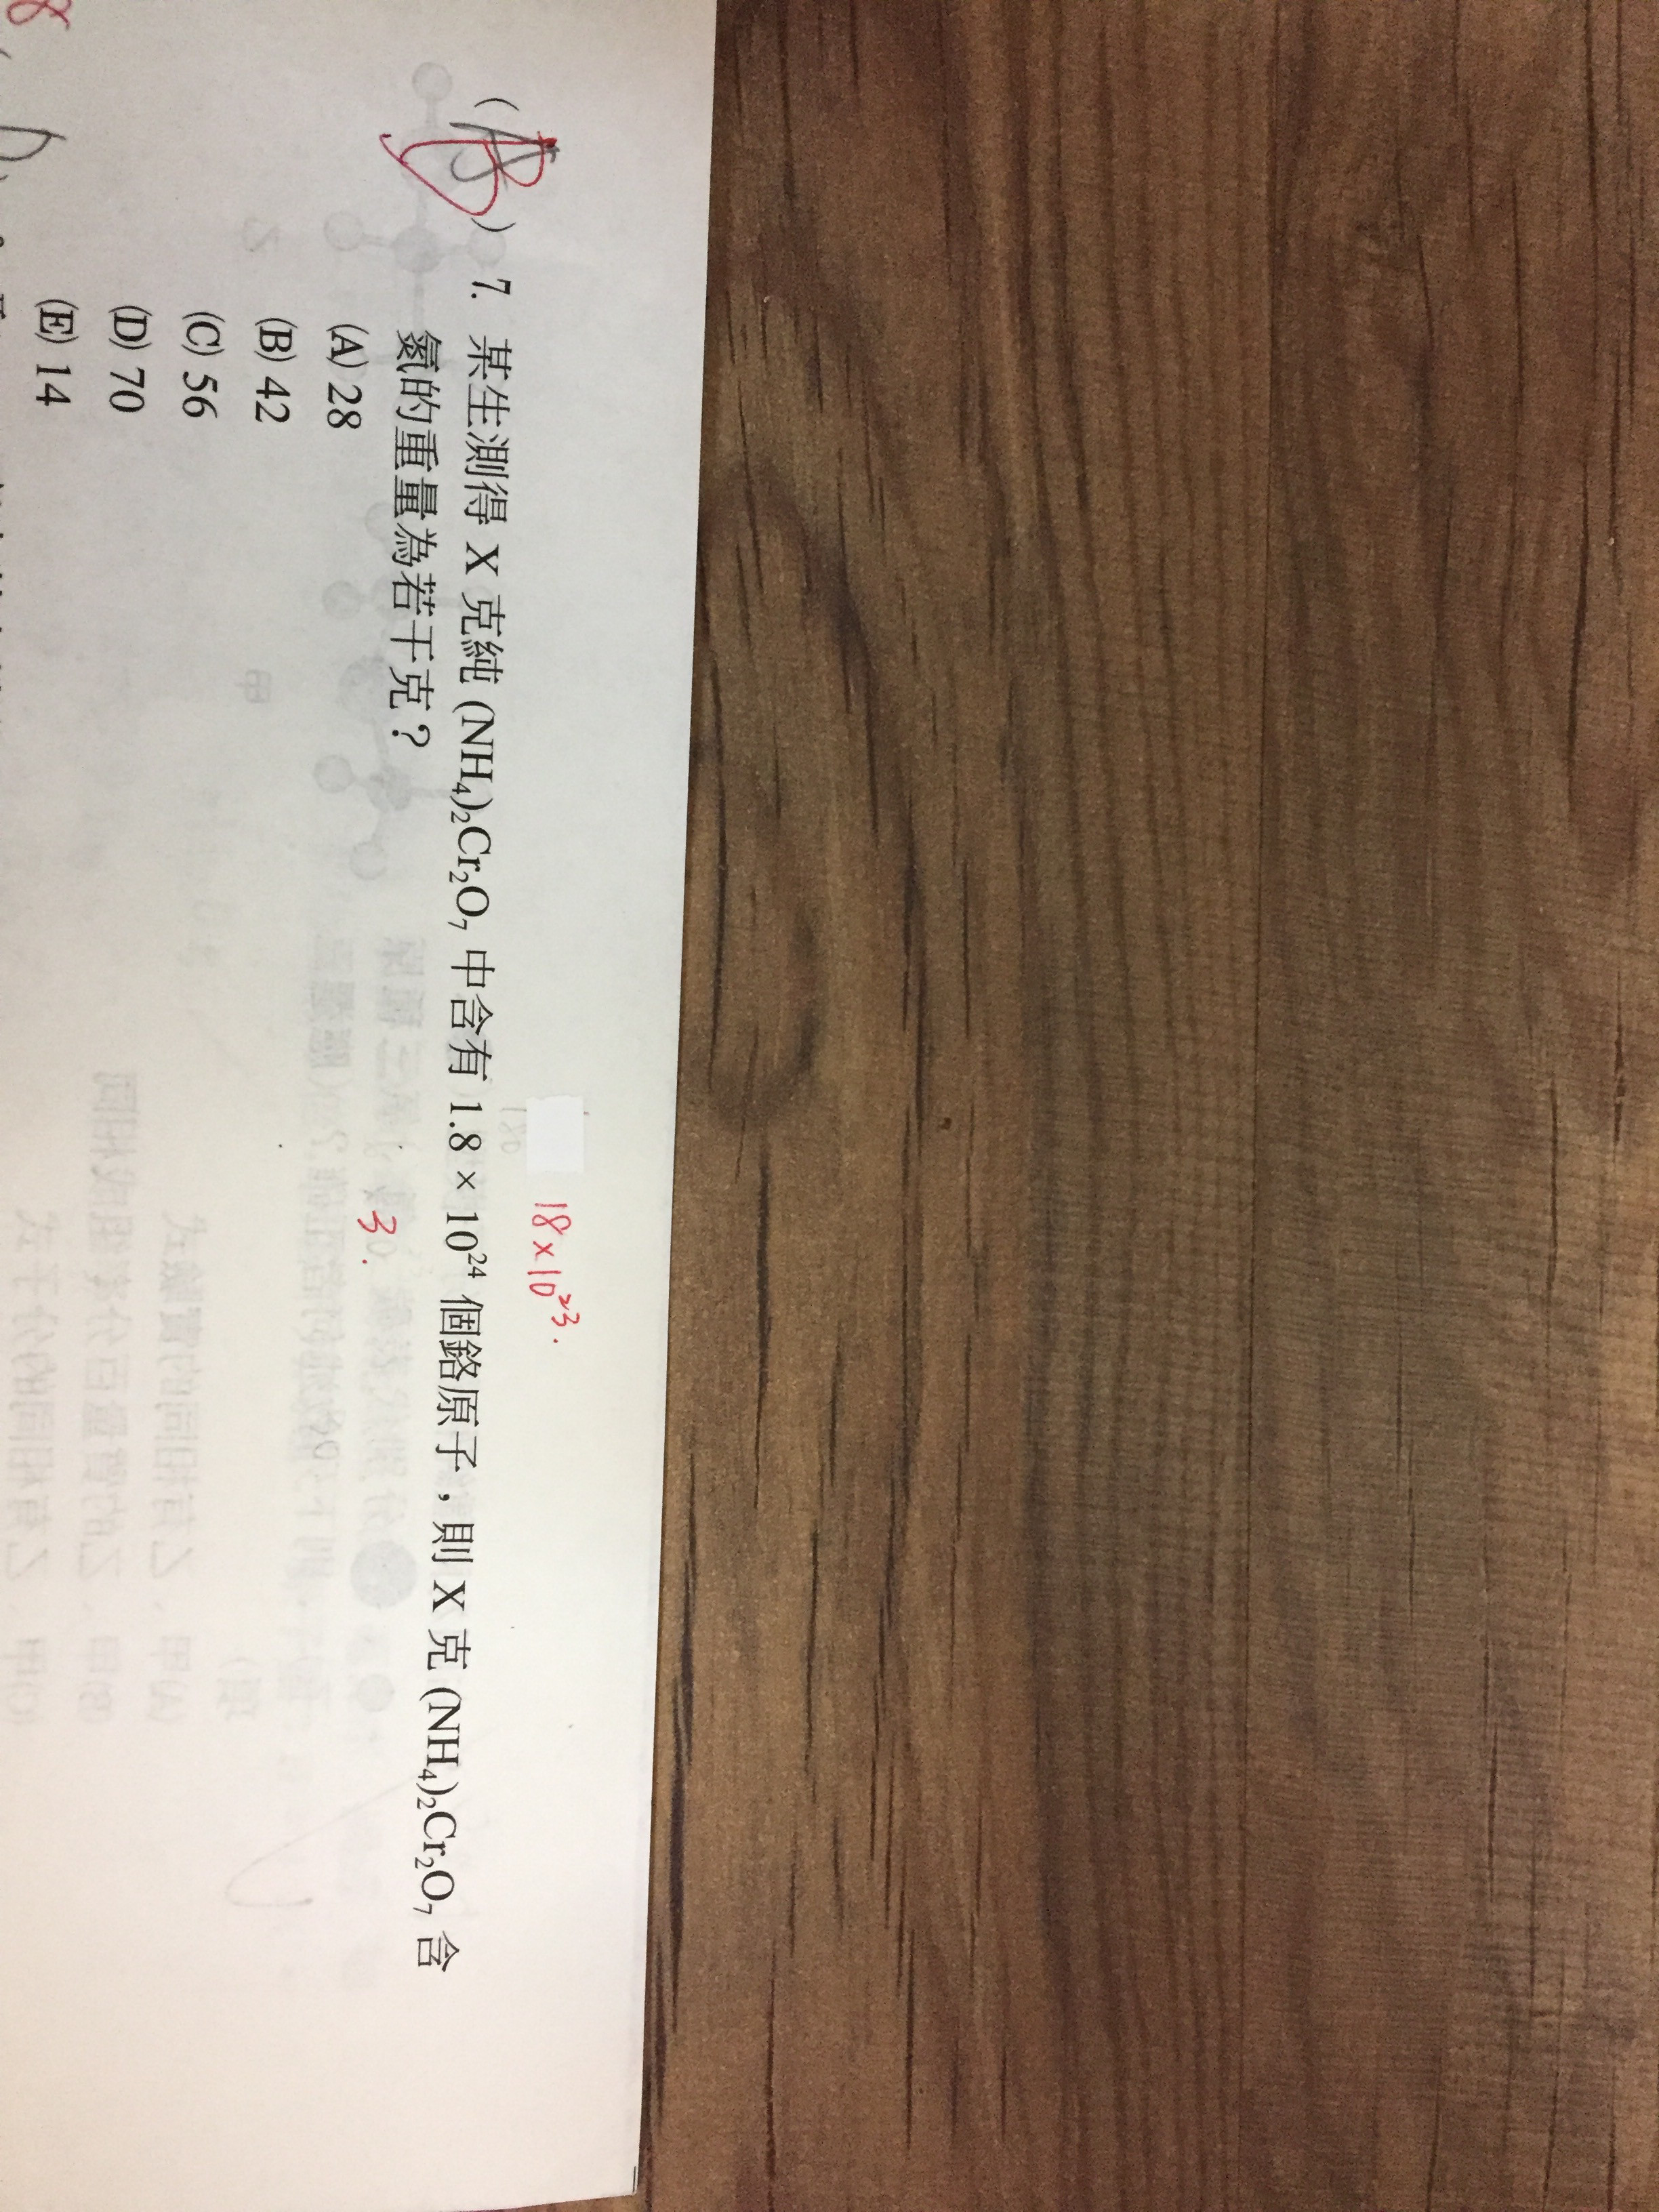 18×10²³.
(B) 7. 某生測得 X 克純 (NH₄)₂Cr₂O₇ 中含有 1.8 × 10²⁴ 個鉻原子，則 X 克 (NH₄)₂Cr₂O₇ 含
氮的重量為若干克？
3.
(A) 28
(B) 42
(C) 56
(D) 70
(E) 14